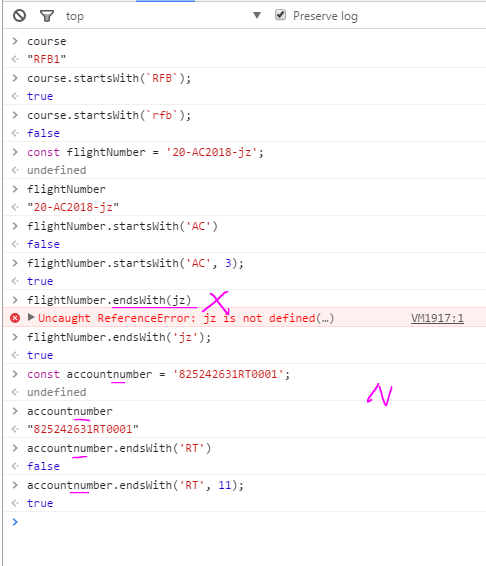 top ▼ Preserve log
> course
<· "RFB1"
> course.startsWith(`RFB`);
<· true
> course.startsWith(`rfb`);
<· false
> const flightNumber = '20-AC2018-jz';
<· undefined
> flightNumber
<· "20-AC2018-jz"
> flightNumber.startsWith('AC')
<· false
> flightNumber.startsWith('AC', 3);
<· true
> flightNumber.endsWith(jz) X
▶ Uncaught ReferenceError: jz is not defined(…) VM1917:1
> flightNumber.endsWith('jz');
<· true
> const accountnumber = '825242631RT0001';
N
<· undefined
> accountnumber
<· "825242631RT0001"
> accountnumber.endsWith('RT')
<· false
> accountnumber.endsWith('RT', 11);
<· true
>